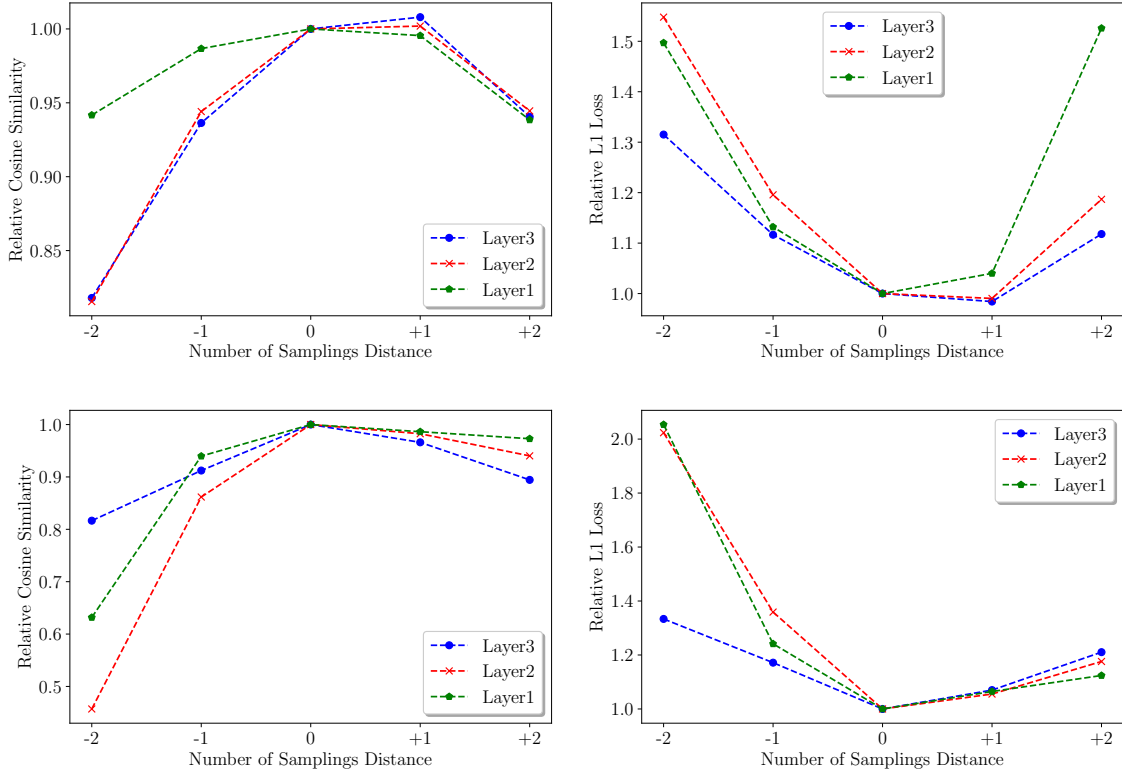 Relative Cosine Similarity
1.00
0.95
0.90
0.85
Layer3
Layer2
Layer1
-2
-1
0
+1
+2
Number of Samplings Distance
Relative L1 Loss
1.5
1.4
1.3
1.2
1.1
1.0
Layer3
Layer2
Layer1
-2
-1
0
+1
+2
Number of Samplings Distance
Relative Cosine Similarity
1.0
0.9
0.8
0.7
0.6
0.5
Layer3
Layer2
Layer1
-2
-1
0
+1
+2
Number of Samplings Distance
Relative L1 Loss
2.0
1.8
1.6
1.4
1.2
1.0
Layer3
Layer2
Layer1
-2
-1
0
+1
+2
Number of Samplings Distance